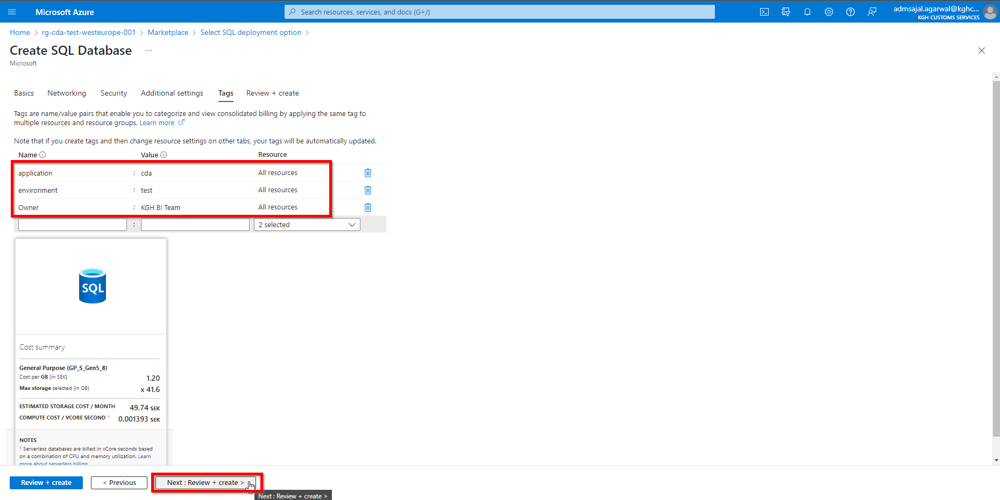 Microsoft Azure
Search resources, services, and docs (G+/)
admsajal.agarwal@kghc...
KGH CUSTOMS SERVICES
Home > rg-cda-test-westeurope-001 > Marketplace > Select SQL deployment option >
Create SQL Database ...
Microsoft
Basics Networking Security Additional settings Tags Review + create
Tags are name/value pairs that enable you to categorize and view consolidated billing by applying the same tag to
multiple resources and resource groups. Learn more
Note that if you create tags and then change resource settings on other tabs, your tags will be automatically updated.
Name Value Resource
application : cda All resources
environment : test All resources
Owner : KGH BI Team All resources
: 2 selected
SQL
Cost summary
General Purpose (GP_S_Gen5_8)
Cost per GB (in SEK) 1.20
Max storage selected (in GB) x 41.6
ESTIMATED STORAGE COST / MONTH 49.74 SEK
COMPUTE COST / VCORE SECOND 1 0.001393 SEK
NOTES
1 Serverless databases are billed in vCore seconds based
on a combination of CPU and memory utilization. Learn
more about serverless billing
Review + create < Previous Next : Review + create >
Next : Review + create >